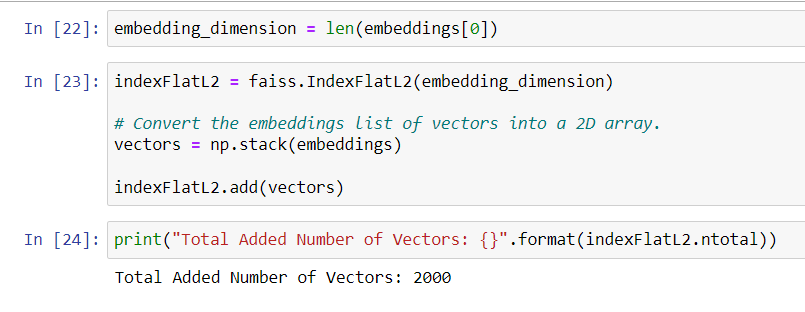 In [22]: embedding_dimension = len(embeddings[0])
In [23]: indexFlatL2 = faiss.IndexFlatL2(embedding_dimension)
# Convert the embeddings list of vectors into a 2D array.
vectors = np.stack(embeddings)
indexFlatL2.add(vectors)
In [24]: print("Total Added Number of Vectors: {}".format(indexFlatL2.ntotal))
Total Added Number of Vectors: 2000